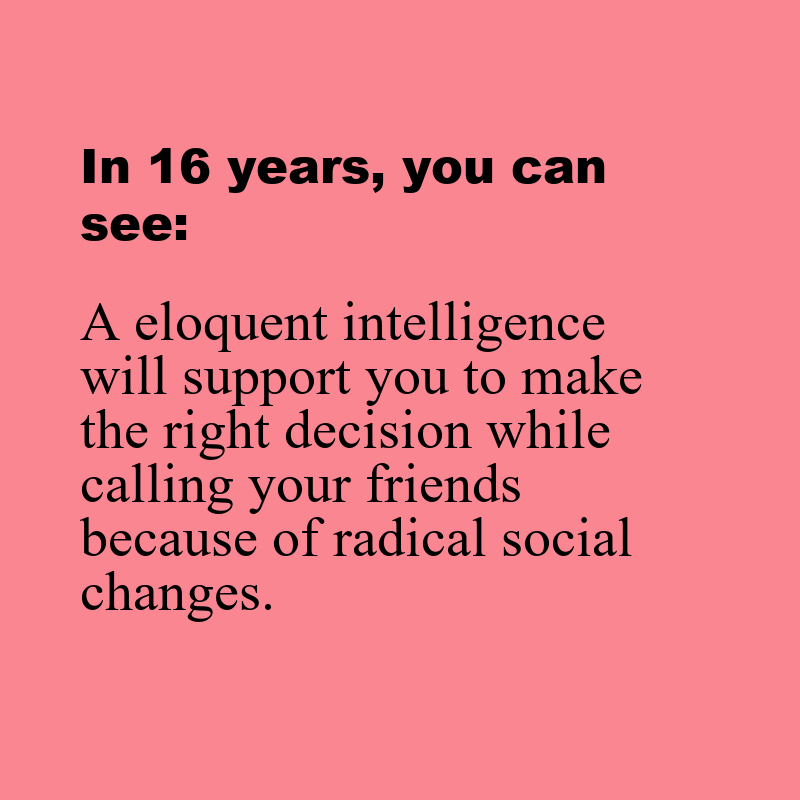 In 16 years, you can
see:
A eloquent intelligence
will support you to make
the right decision while
calling your friends
because of radical social
changes.